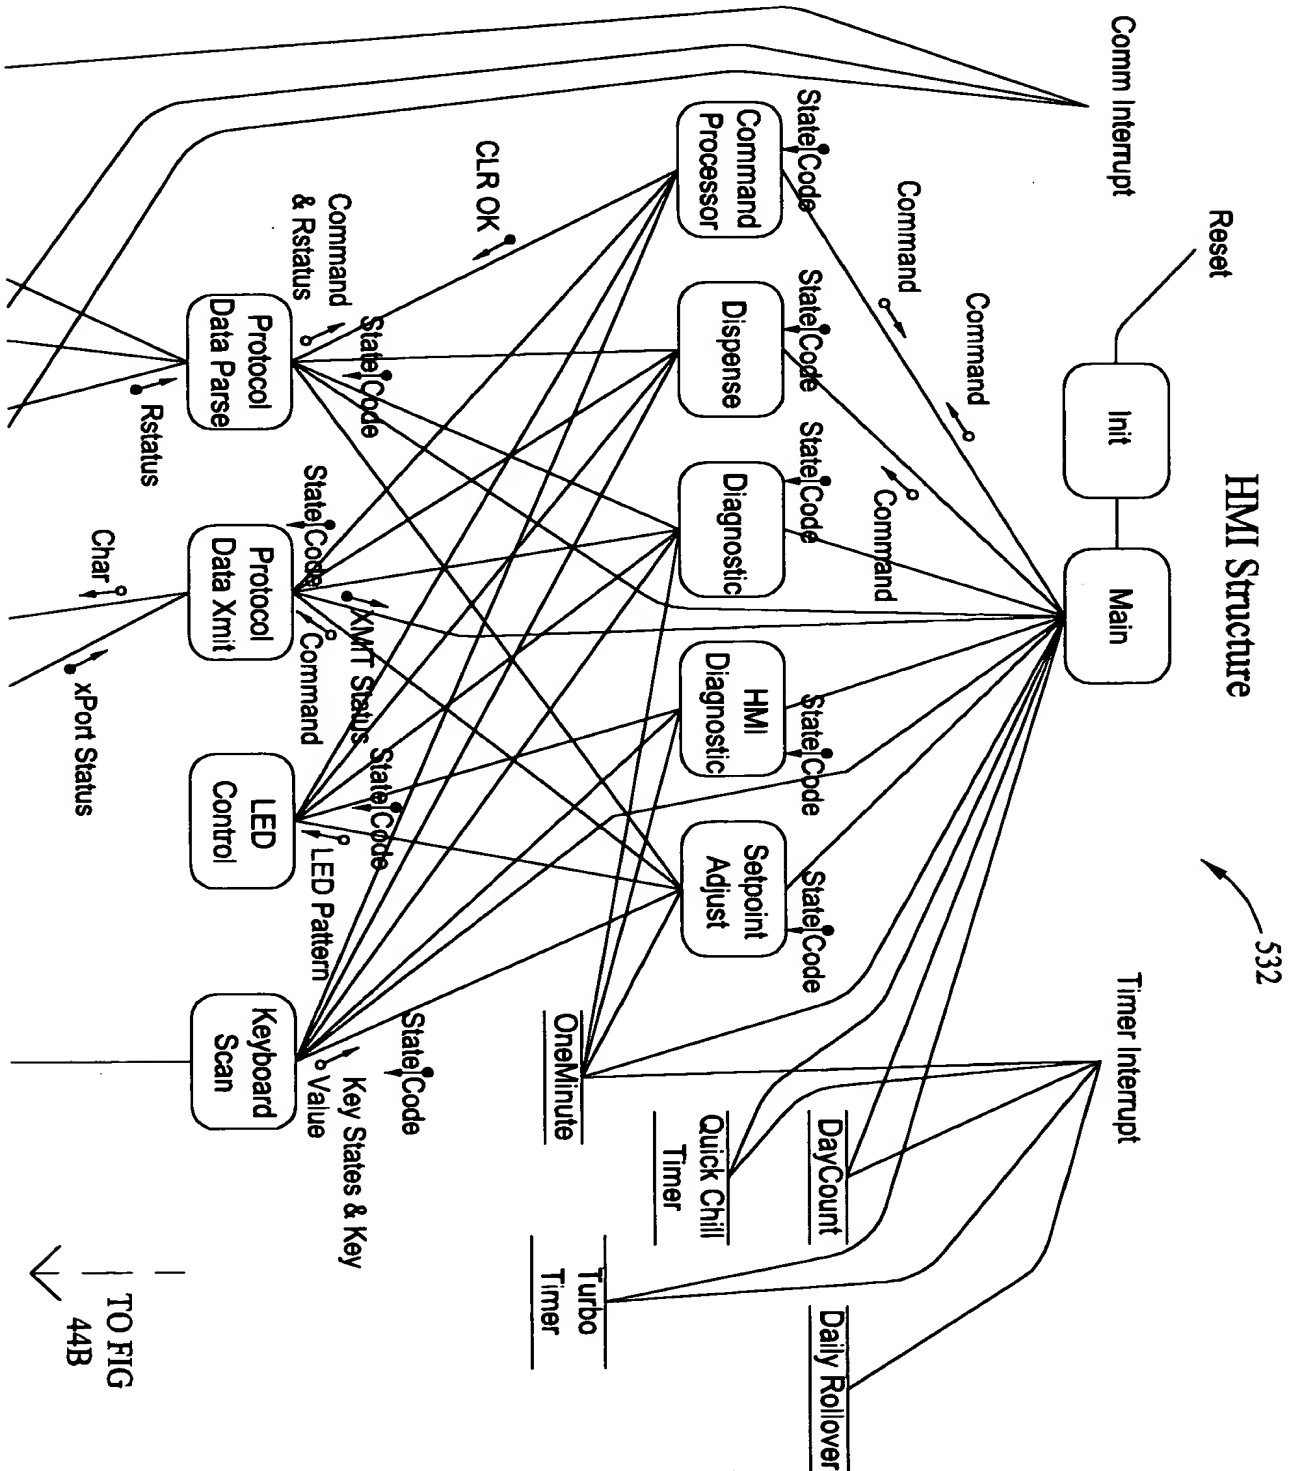 HMI Structure
532
Comm Interrupt
Reset
Init
Main
Timer Interrupt
Command
Command
Command
State Code
State Code
State Code
State Code
State Code
Command
Processor
Dispense
Diagnostic
HMI
Diagnostic
Setpoint
Adjust
DayCount
Daily Rollover
Quick Chill
Timer
OneMinute
Turbo
Timer
CLR OK
Command
& Rstatus
State Code
State Code
XMIT Status
Command
State Code
LED Pattern
State Code
Key States & Key
Value
Protocol
Data Parse
Protocol
Data Xmit
LED
Control
Keyboard
Scan
Rstatus
Char
xPort Status
TO FIG
44B